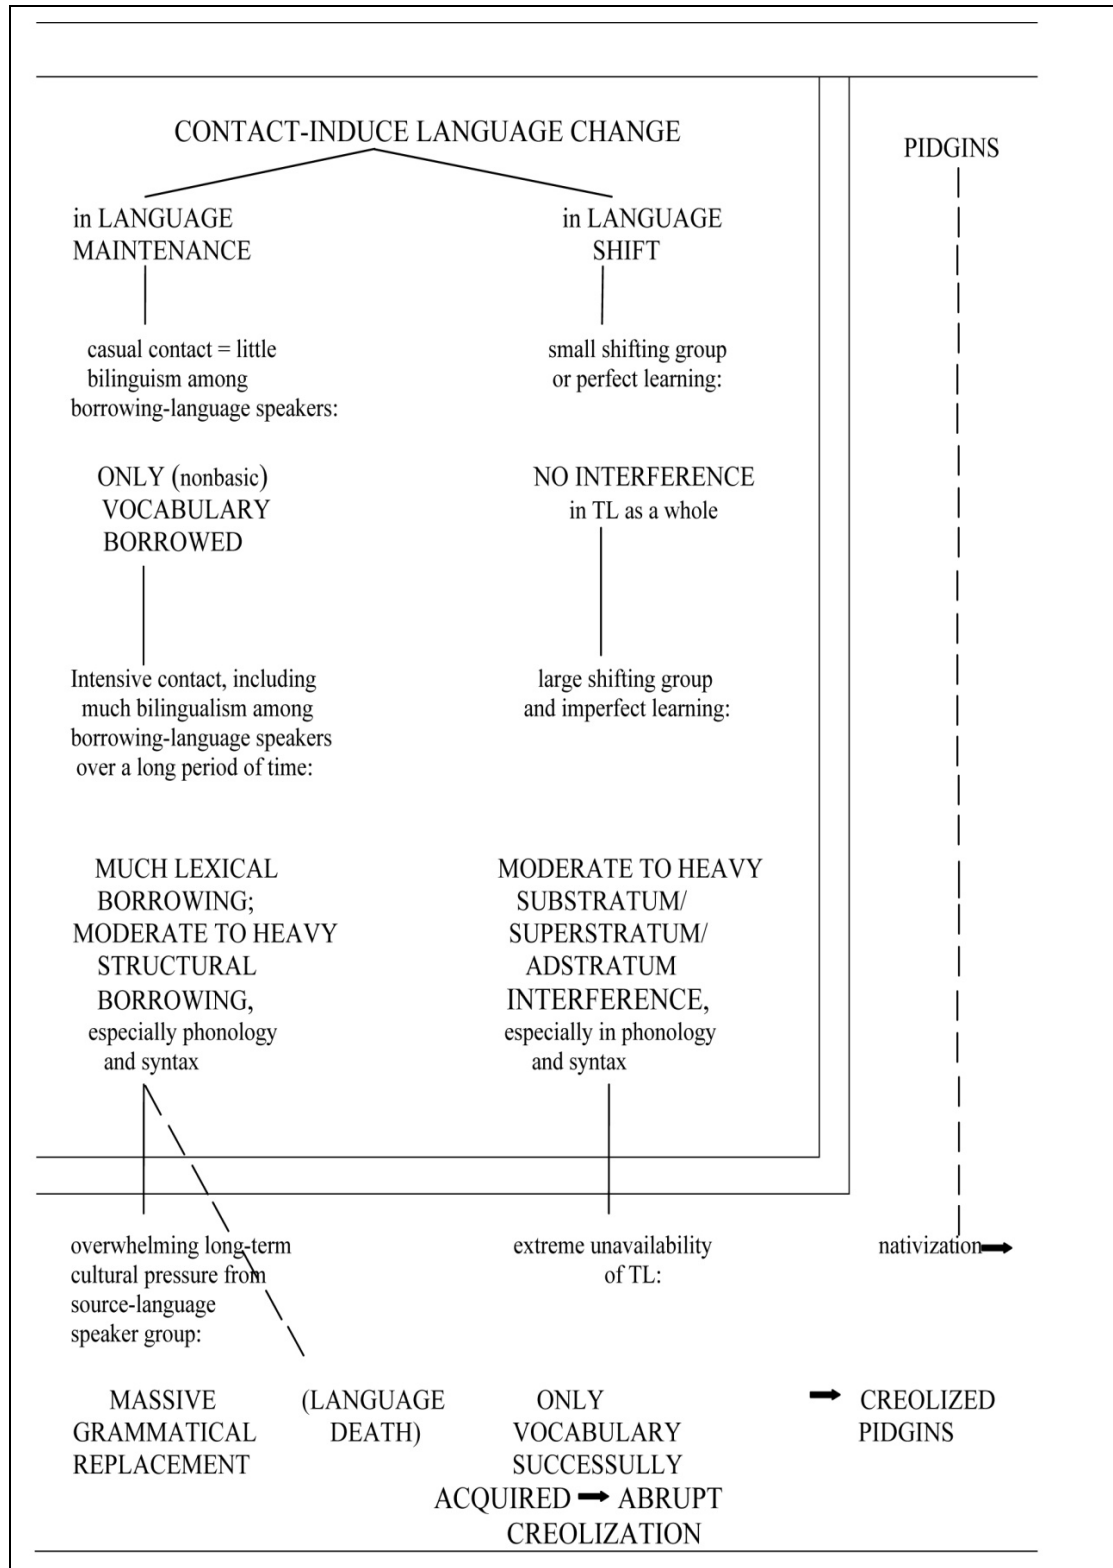 CONTACT-INDUCE LANGUAGE CHANGE
PIDGINS
in LANGUAGE
MAINTENANCE
in LANGUAGE
SHIFT
casual contact = little
bilinguism among
borrowing-language speakers:
small shifting group
or perfect learning:
ONLY (nonbasic)
VOCABULARY
BORROWED
NO INTERFERENCE
in TL as a whole
Intensive contact, including
much bilingualism among
borrowing-language speakers
over a long period of time:
large shifting group
and imperfect learning:
MUCH LEXICAL
BORROWING;
MODERATE TO HEAVY
STRUCTURAL
BORROWING,
especially phonology
and syntax
MODERATE TO HEAVY
SUBSTRATUM/
SUPERSTRATUM/
ADSTRATUM
INTERFERENCE,
especially in phonology
and syntax
overwhelming long-term
cultural pressure from
source-language
speaker group:
extreme unavailability
of TL:
nativization➡
MASSIVE
GRAMMATICAL
REPLACEMENT
(LANGUAGE
DEATH)
ONLY
VOCABULARY
SUCCESSULLY
ACQUIRED ➡ ABRUPT
CREOLIZATION
➡ CREOLIZED
PIDGINS